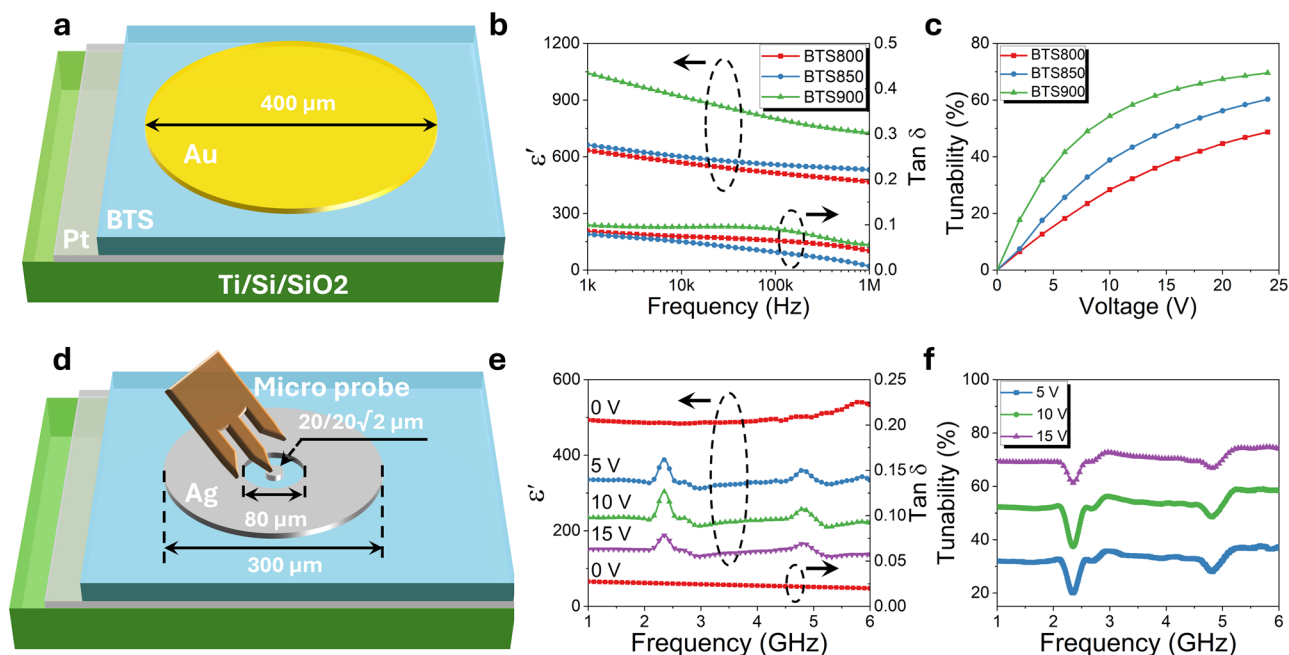 a
400 μm
Au
BTS
Pt
Ti/Si/SiO2
b
1200
900
600
300
0
ε′
1k
10k
100k
1M
Frequency (Hz)
0.5
0.4
0.3
0.2
0.1
0.0
Tan δ
BTS800
BTS850
BTS900
c
80
60
40
20
0
Tunability (%)
0
5
10
15
20
25
Voltage (V)
BTS800
BTS850
BTS900
d
Micro probe
20/20√2 μm
Ag
80 μm
300 μm
e
600
480
360
240
120
0
ε′
0 V
5 V
10 V
15 V
0 V
1
2
3
4
5
6
Frequency (GHz)
0.25
0.20
0.15
0.10
0.05
0.00
Tan δ
f
100
80
60
40
20
Tunability (%)
5 V
10 V
15 V
1
2
3
4
5
6
Frequency (GHz)